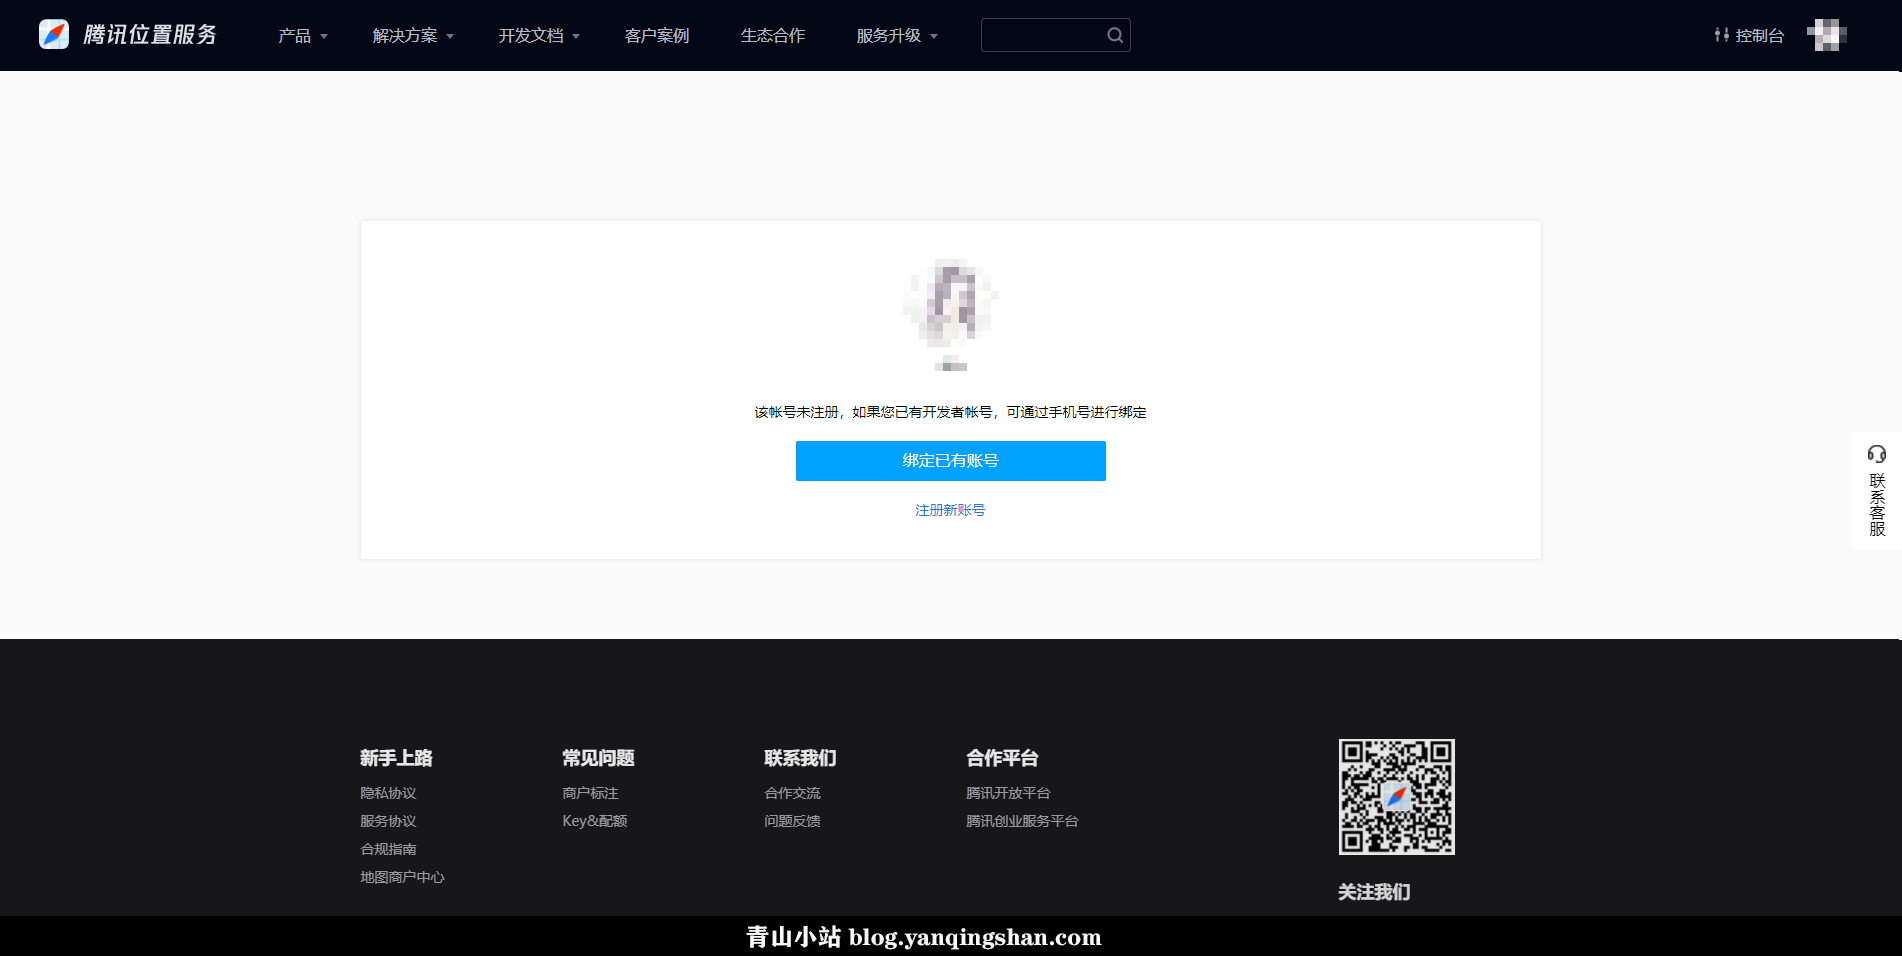 腾讯位置服务
产品
解决方案
开发文档
客户案例
生态合作
服务升级
控制台
该帐号未注册，如果您已有开发者帐号，可通过手机号进行绑定
绑定已有账号
注册新账号
联系客服
新手上路
隐私协议
服务协议
合规指南
地图商户中心
常见问题
商户标注
Key&配额
联系我们
合作交流
问题反馈
合作平台
腾讯开放平台
腾讯创业服务平台
关注我们
青山小站 blog.yanqingshan.com